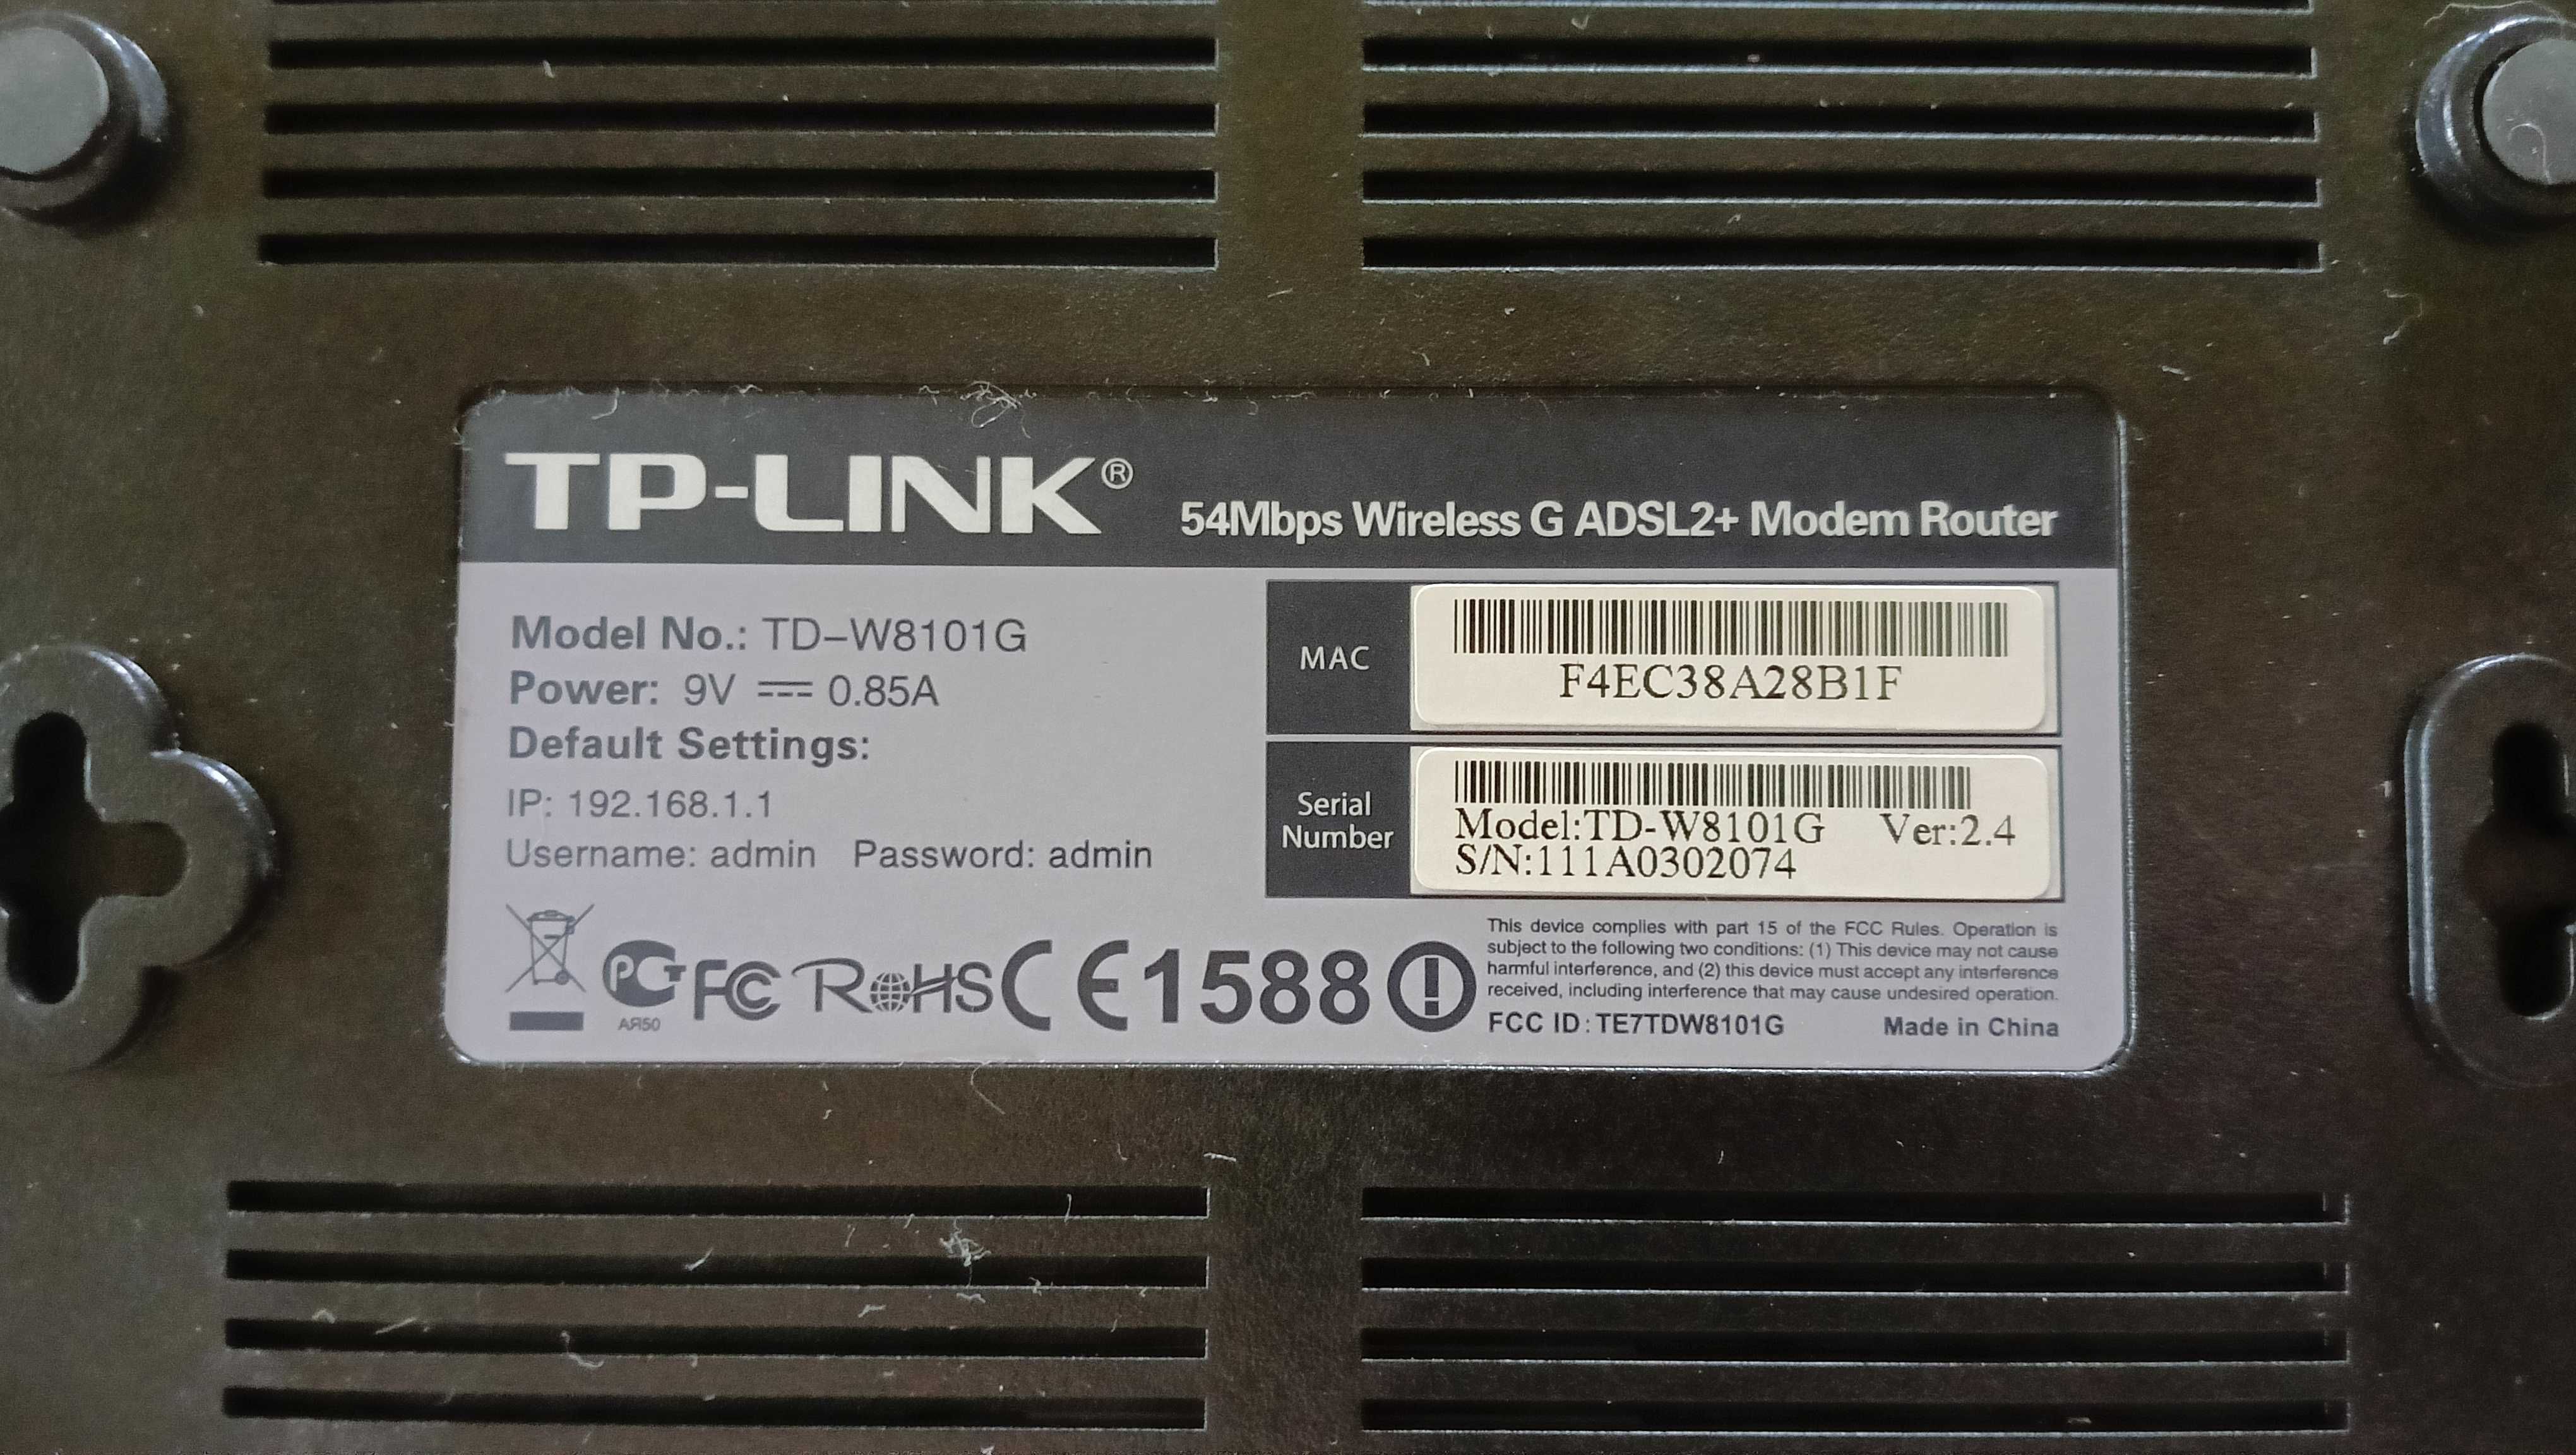 TP-LINK®
54Mbps Wireless G ADSL2+ Modem Router
Model No.: TD-W8101G
Power: 9V ⎓ 0.85A
Default Settings:
IP: 192.168.1.1
Username: admin Password: admin
MAC
F4EC38A28B1F
Serial
Number
Model:TD-W8101G Ver:2.4
S/N:111A0302074
РСТ
АЯ50
FC
RoHS
CE1588
This device complies with part 15 of the FCC Rules. Operation is
subject to the following two conditions: (1) This device may not cause
harmful interference, and (2) this device must accept any interference
received, including interference that may cause undesired operation.
FCC ID : TE7TDW8101G Made in China